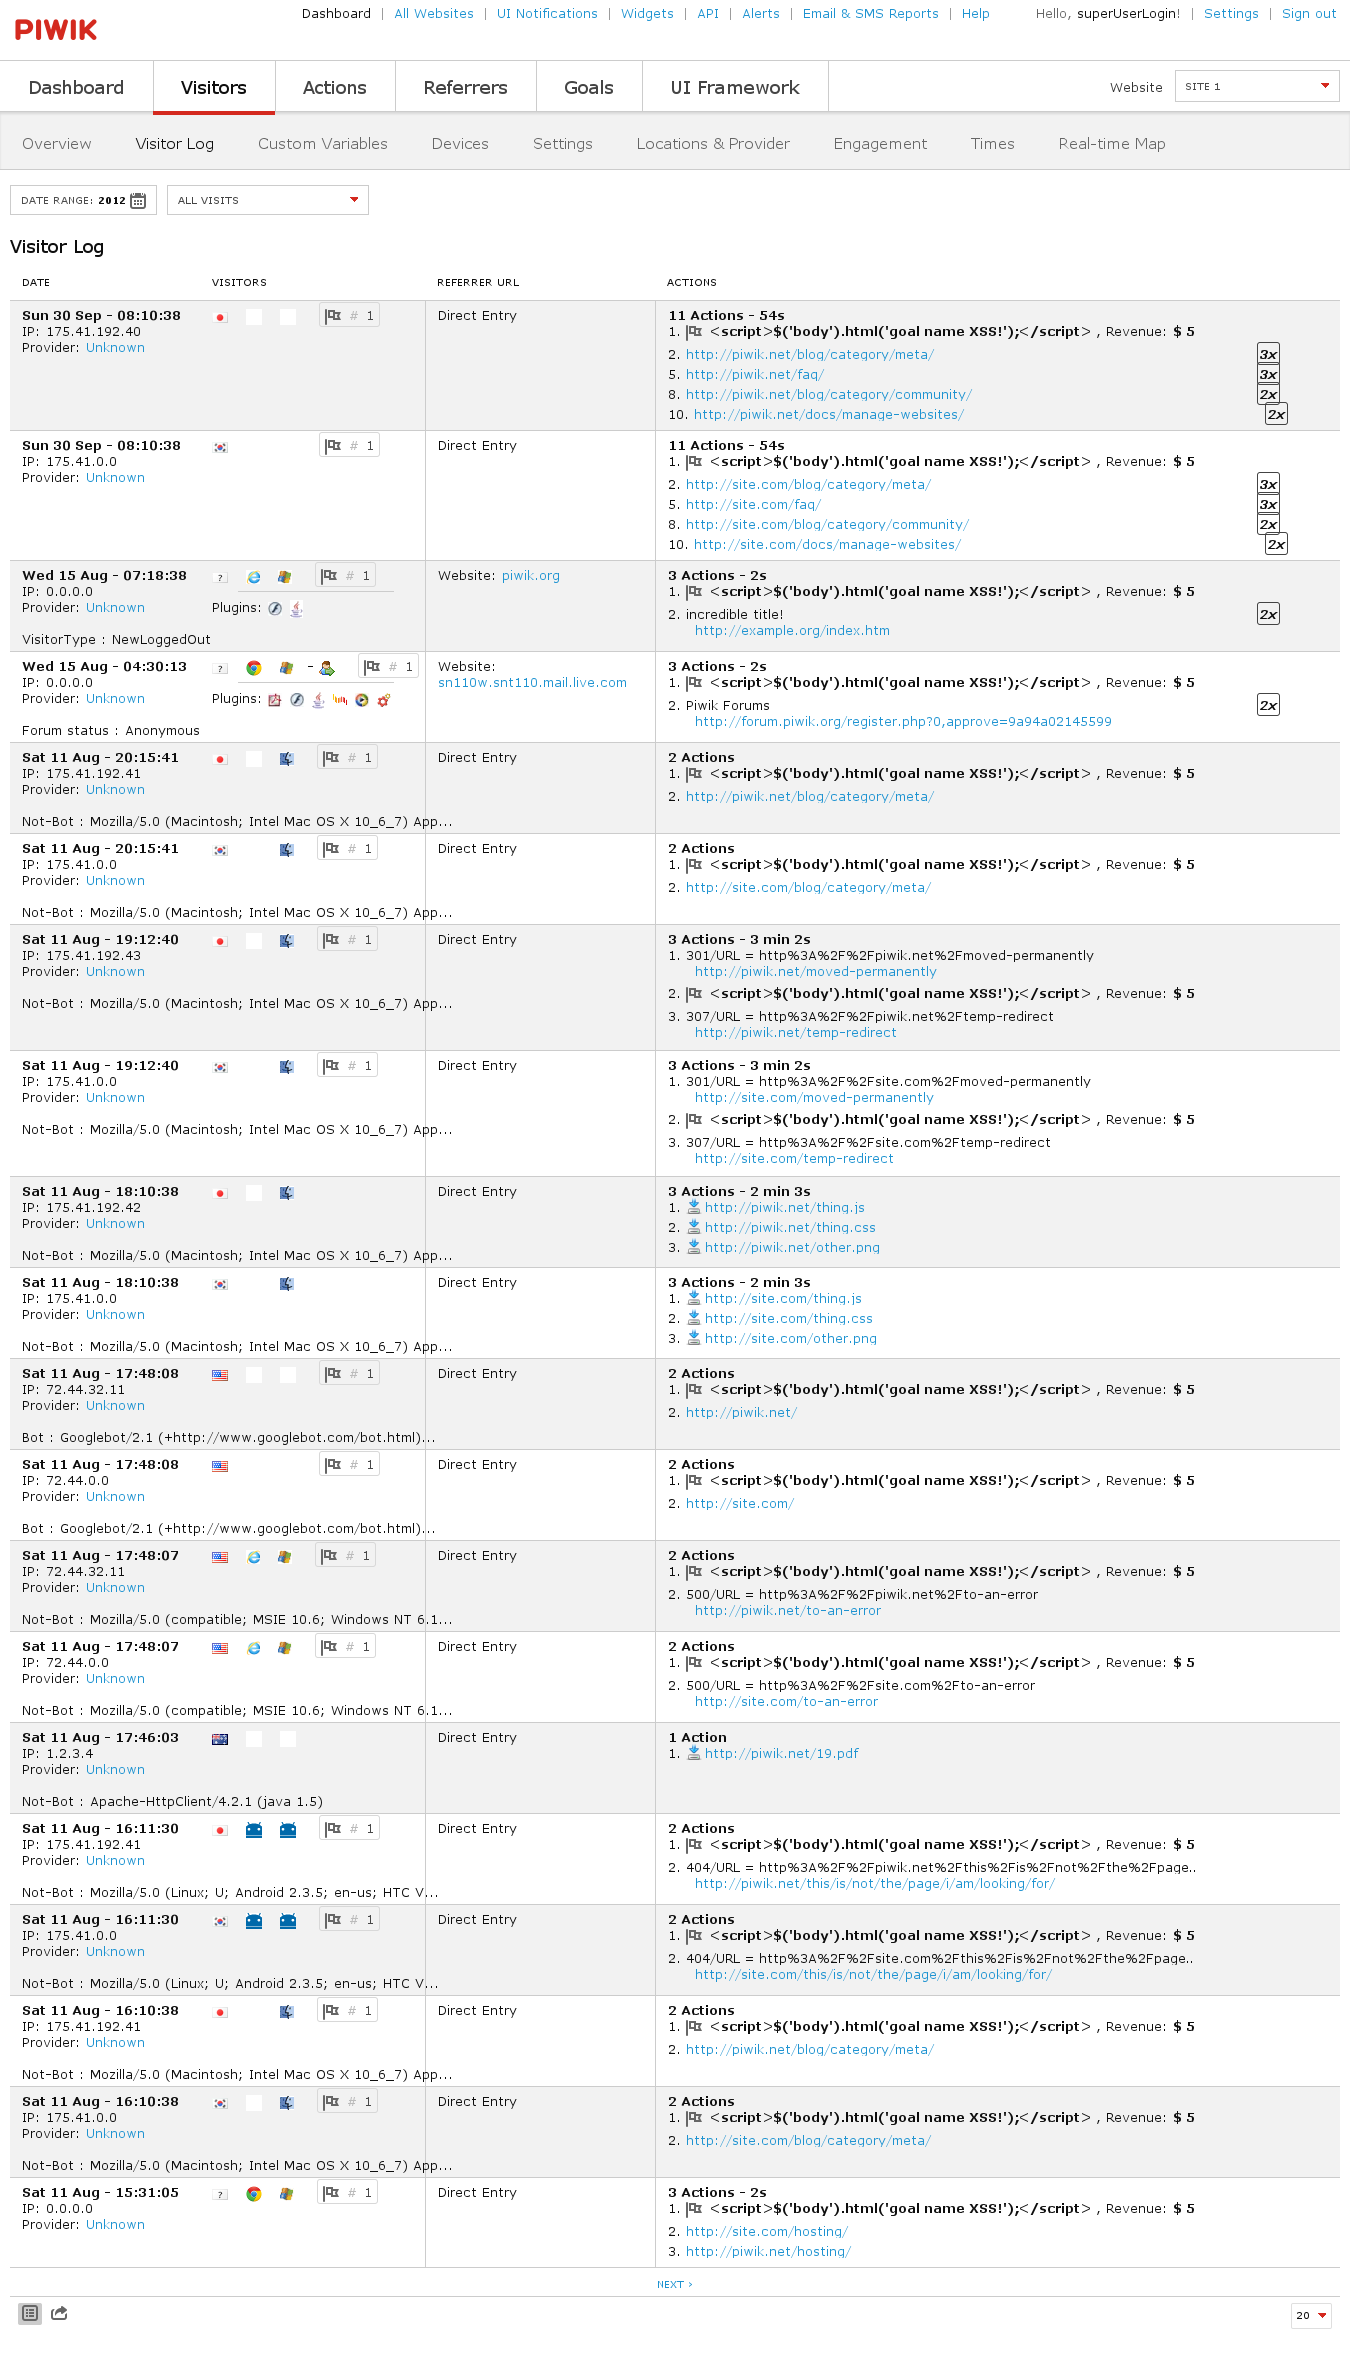 PIWIK
Dashboard | All Websites | UI Notifications | Widgets | API | Alerts | Email & SMS Reports | Help Hello, superUserLogin! | Settings | Sign out
Dashboard Visitors Actions Referrers Goals UI Framework Website SITE 1
Overview Visitor Log Custom Variables Devices Settings Locations & Provider Engagement Times Real-time Map
DATE RANGE: 2012 ALL VISITS
Visitor Log
DATE VISITORS REFERRER URL ACTIONS
Sun 30 Sep - 08:10:38 # 1 Direct Entry 11 Actions - 54s
IP: 175.41.192.40 1. <script>$('body').html('goal name XSS!');</script> , Revenue: $ 5
Provider: Unknown
2. http://piwik.net/blog/category/meta/ 3x
5. http://piwik.net/faq/ 3x
8. http://piwik.net/blog/category/community/ 2x
10. http://piwik.net/docs/manage-websites/ 2x
Sun 30 Sep - 08:10:38 # 1 Direct Entry 11 Actions - 54s
IP: 175.41.0.0 1. <script>$('body').html('goal name XSS!');</script> , Revenue: $ 5
Provider: Unknown
2. http://site.com/blog/category/meta/ 3x
5. http://site.com/faq/ 3x
8. http://site.com/blog/category/community/ 2x
10. http://site.com/docs/manage-websites/ 2x
Wed 15 Aug - 07:18:38 ? # 1 Website: piwik.org 3 Actions - 2s
IP: 0.0.0.0 1. <script>$('body').html('goal name XSS!');</script> , Revenue: $ 5
Provider: Unknown Plugins:
2. incredible title! 2x
http://example.org/index.htm
VisitorType : NewLoggedOut
Wed 15 Aug - 04:30:13 ? - # 1 Website: 3 Actions - 2s
IP: 0.0.0.0 sn110w.snt110.mail.live.com 1. <script>$('body').html('goal name XSS!');</script> , Revenue: $ 5
Provider: Unknown Plugins:
2. Piwik Forums 2x
http://forum.piwik.org/register.php?0,approve=9a94a02145599
Forum status : Anonymous
Sat 11 Aug - 20:15:41 # 1 Direct Entry 2 Actions
IP: 175.41.192.41 1. <script>$('body').html('goal name XSS!');</script> , Revenue: $ 5
Provider: Unknown
2. http://piwik.net/blog/category/meta/
Not-Bot : Mozilla/5.0 (Macintosh; Intel Mac OS X 10_6_7) App...
Sat 11 Aug - 20:15:41 # 1 Direct Entry 2 Actions
IP: 175.41.0.0 1. <script>$('body').html('goal name XSS!');</script> , Revenue: $ 5
Provider: Unknown
2. http://site.com/blog/category/meta/
Not-Bot : Mozilla/5.0 (Macintosh; Intel Mac OS X 10_6_7) App...
Sat 11 Aug - 19:12:40 # 1 Direct Entry 3 Actions - 3 min 2s
IP: 175.41.192.43 1. 301/URL = http%3A%2F%2Fpiwik.net%2Fmoved-permanently
Provider: Unknown http://piwik.net/moved-permanently
2. <script>$('body').html('goal name XSS!');</script> , Revenue: $ 5
Not-Bot : Mozilla/5.0 (Macintosh; Intel Mac OS X 10_6_7) App...
3. 307/URL = http%3A%2F%2Fpiwik.net%2Ftemp-redirect
http://piwik.net/temp-redirect
Sat 11 Aug - 19:12:40 # 1 Direct Entry 3 Actions - 3 min 2s
IP: 175.41.0.0 1. 301/URL = http%3A%2F%2Fsite.com%2Fmoved-permanently
Provider: Unknown http://site.com/moved-permanently
2. <script>$('body').html('goal name XSS!');</script> , Revenue: $ 5
Not-Bot : Mozilla/5.0 (Macintosh; Intel Mac OS X 10_6_7) App...
3. 307/URL = http%3A%2F%2Fsite.com%2Ftemp-redirect
http://site.com/temp-redirect
Sat 11 Aug - 18:10:38 Direct Entry 3 Actions - 2 min 3s
IP: 175.41.192.42 1. http://piwik.net/thing.js
Provider: Unknown 2. http://piwik.net/thing.css
3. http://piwik.net/other.png
Not-Bot : Mozilla/5.0 (Macintosh; Intel Mac OS X 10_6_7) App...
Sat 11 Aug - 18:10:38 Direct Entry 3 Actions - 2 min 3s
IP: 175.41.0.0 1. http://site.com/thing.js
Provider: Unknown 2. http://site.com/thing.css
3. http://site.com/other.png
Not-Bot : Mozilla/5.0 (Macintosh; Intel Mac OS X 10_6_7) App...
Sat 11 Aug - 17:48:08 # 1 Direct Entry 2 Actions
IP: 72.44.32.11 1. <script>$('body').html('goal name XSS!');</script> , Revenue: $ 5
Provider: Unknown
2. http://piwik.net/
Bot : Googlebot/2.1 (+http://www.googlebot.com/bot.html)...
Sat 11 Aug - 17:48:08 # 1 Direct Entry 2 Actions
IP: 72.44.0.0 1. <script>$('body').html('goal name XSS!');</script> , Revenue: $ 5
Provider: Unknown
2. http://site.com/
Bot : Googlebot/2.1 (+http://www.googlebot.com/bot.html)...
Sat 11 Aug - 17:48:07 # 1 Direct Entry 2 Actions
IP: 72.44.32.11 1. <script>$('body').html('goal name XSS!');</script> , Revenue: $ 5
Provider: Unknown
2. 500/URL = http%3A%2F%2Fpiwik.net%2Fto-an-error
http://piwik.net/to-an-error
Not-Bot : Mozilla/5.0 (compatible; MSIE 10.6; Windows NT 6.1...
Sat 11 Aug - 17:48:07 # 1 Direct Entry 2 Actions
IP: 72.44.0.0 1. <script>$('body').html('goal name XSS!');</script> , Revenue: $ 5
Provider: Unknown
2. 500/URL = http%3A%2F%2Fsite.com%2Fto-an-error
http://site.com/to-an-error
Not-Bot : Mozilla/5.0 (compatible; MSIE 10.6; Windows NT 6.1...
Sat 11 Aug - 17:46:03 Direct Entry 1 Action
IP: 1.2.3.4 1. http://piwik.net/19.pdf
Provider: Unknown
Not-Bot : Apache-HttpClient/4.2.1 (java 1.5)
Sat 11 Aug - 16:11:30 # 1 Direct Entry 2 Actions
IP: 175.41.192.41 1. <script>$('body').html('goal name XSS!');</script> , Revenue: $ 5
Provider: Unknown
2. 404/URL = http%3A%2F%2Fpiwik.net%2Fthis%2Fis%2Fnot%2Fthe%2Fpage..
http://piwik.net/this/is/not/the/page/i/am/looking/for/
Not-Bot : Mozilla/5.0 (Linux; U; Android 2.3.5; en-us; HTC V...
Sat 11 Aug - 16:11:30 # 1 Direct Entry 2 Actions
IP: 175.41.0.0 1. <script>$('body').html('goal name XSS!');</script> , Revenue: $ 5
Provider: Unknown
2. 404/URL = http%3A%2F%2Fsite.com%2Fthis%2Fis%2Fnot%2Fthe%2Fpage..
http://site.com/this/is/not/the/page/i/am/looking/for/
Not-Bot : Mozilla/5.0 (Linux; U; Android 2.3.5; en-us; HTC V...
Sat 11 Aug - 16:10:38 # 1 Direct Entry 2 Actions
IP: 175.41.192.41 1. <script>$('body').html('goal name XSS!');</script> , Revenue: $ 5
Provider: Unknown
2. http://piwik.net/blog/category/meta/
Not-Bot : Mozilla/5.0 (Macintosh; Intel Mac OS X 10_6_7) App...
Sat 11 Aug - 16:10:38 # 1 Direct Entry 2 Actions
IP: 175.41.0.0 1. <script>$('body').html('goal name XSS!');</script> , Revenue: $ 5
Provider: Unknown
2. http://site.com/blog/category/meta/
Not-Bot : Mozilla/5.0 (Macintosh; Intel Mac OS X 10_6_7) App...
Sat 11 Aug - 15:31:05 ? # 1 Direct Entry 3 Actions - 2s
IP: 0.0.0.0 1. <script>$('body').html('goal name XSS!');</script> , Revenue: $ 5
Provider: Unknown
2. http://site.com/hosting/
3. http://piwik.net/hosting/
NEXT ›
20